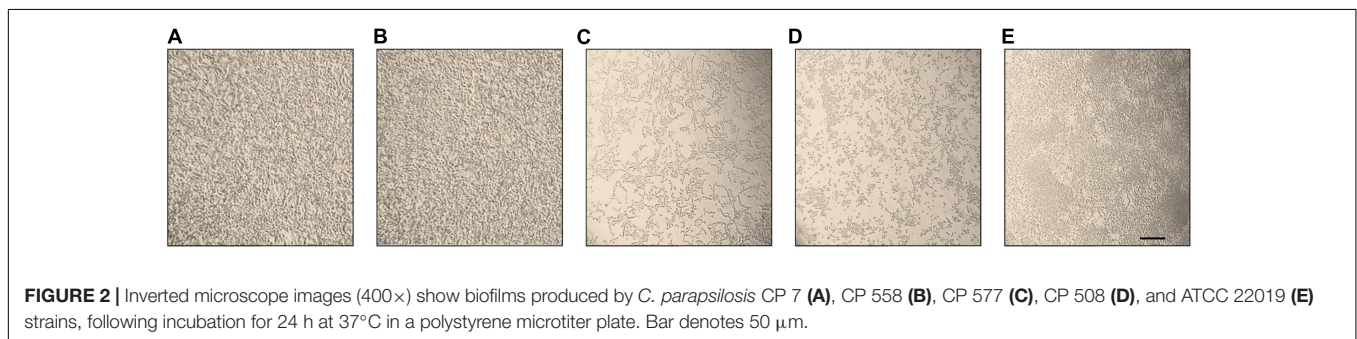 A B C D E
FIGURE 2 | Inverted microscope images (400×) show biofilms produced by C. parapsilosis CP 7 (A), CP 558 (B), CP 577 (C), CP 508 (D), and ATCC 22019 (E)
strains, following incubation for 24 h at 37°C in a polystyrene microtiter plate. Bar denotes 50 μm.